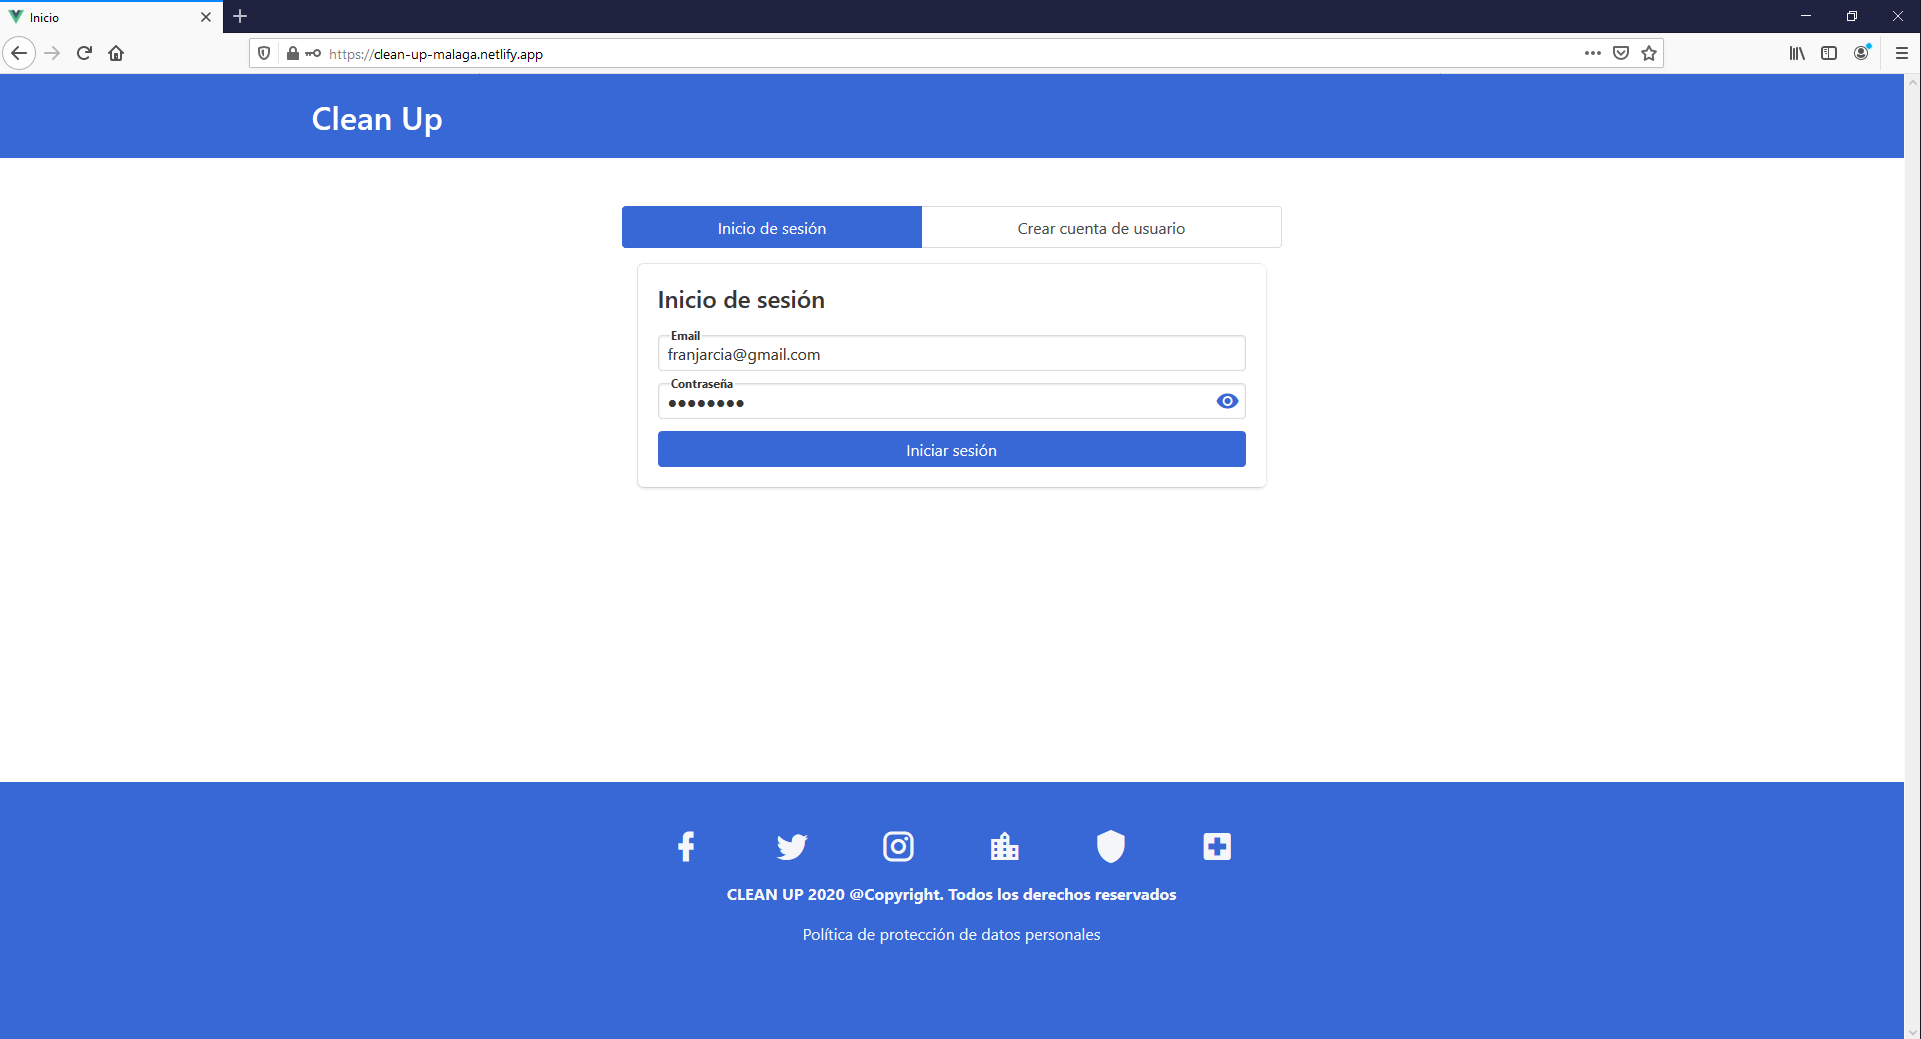 Inicio
https://clean-up-malaga.netlify.app
Clean Up
Inicio de sesión
Crear cuenta de usuario
Inicio de sesión
Email
franjarcia@gmail.com
Contraseña
Iniciar sesión
CLEAN UP 2020 @Copyright. Todos los derechos reservados
Política de protección de datos personales